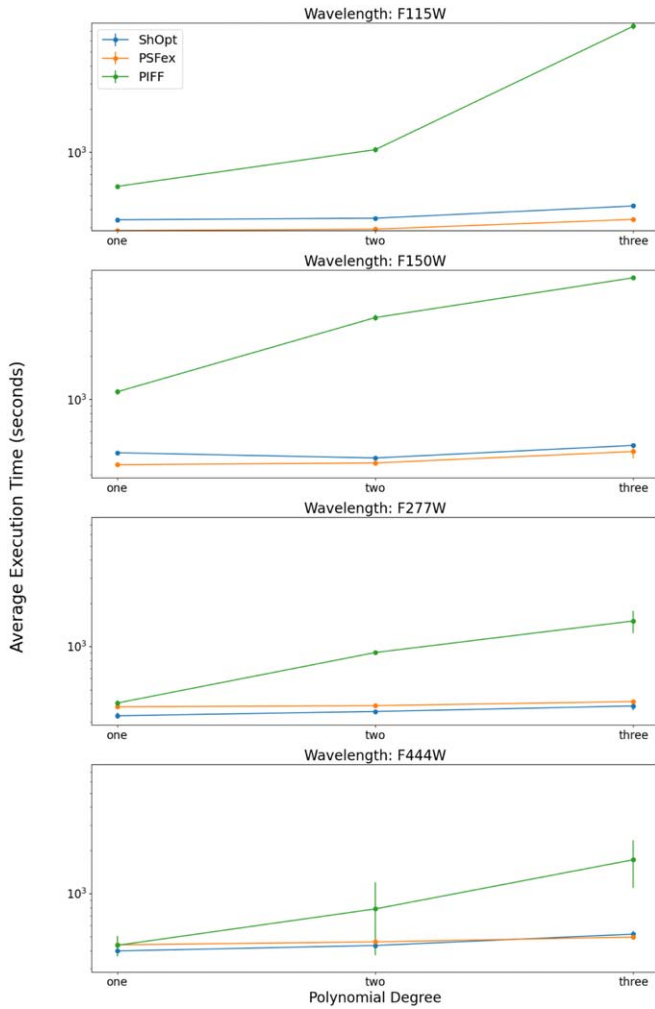 Wavelength: F115W
ShOpt
PSFex
PIFF
10³
one two three
Wavelength: F150W
10³
one two three
Average Execution Time (seconds)
Wavelength: F277W
10³
one two three
Wavelength: F444W
10³
one two three
Polynomial Degree